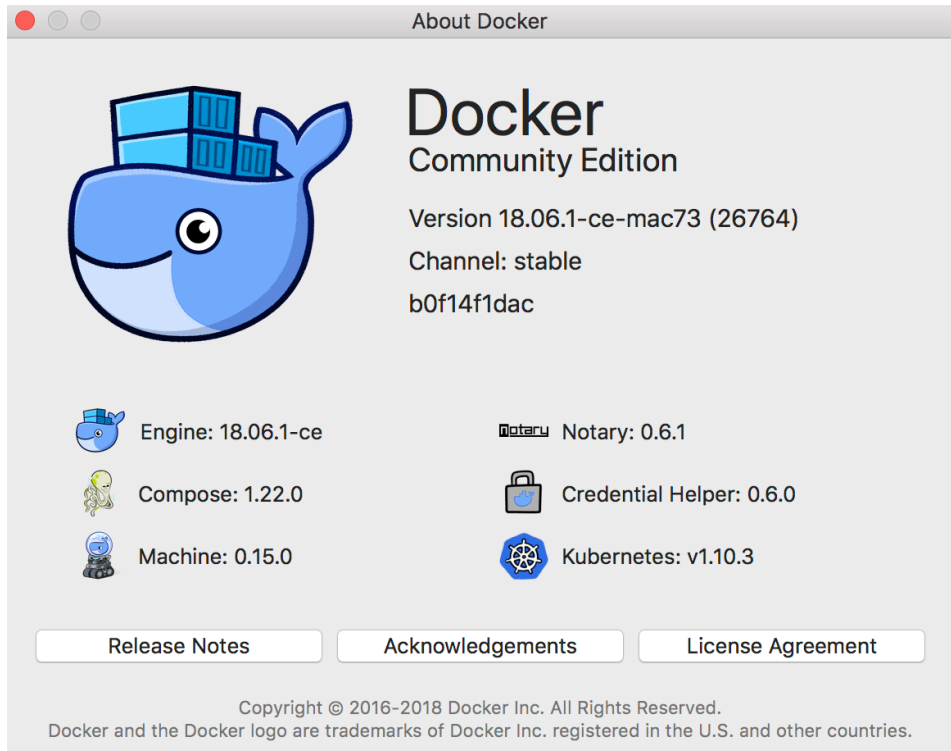 About Docker
Docker
Community Edition
Version 18.06.1-ce-mac73 (26764)
Channel: stable
b0f14f1dac
Engine: 18.06.1-ce
notary Notary: 0.6.1
Compose: 1.22.0
Credential Helper: 0.6.0
Machine: 0.15.0
Kubernetes: v1.10.3
Release Notes
Acknowledgements
License Agreement
Copyright © 2016-2018 Docker Inc. All Rights Reserved.
Docker and the Docker logo are trademarks of Docker Inc. registered in the U.S. and other countries.